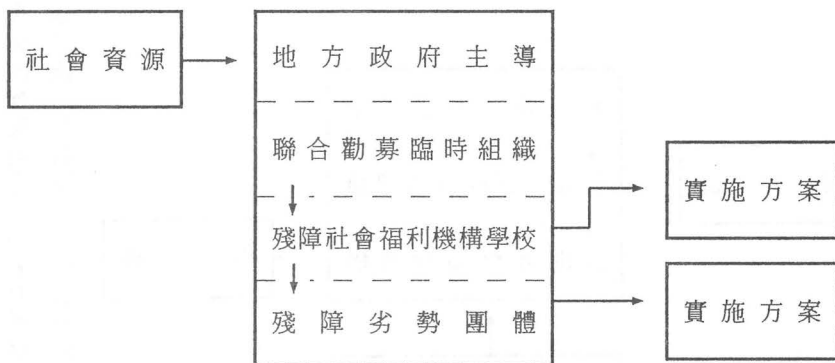 社會資源
地方政府主導
聯合勸募臨時組織
殘障社會福利機構學校
殘障劣勢團體
實施方案
實施方案